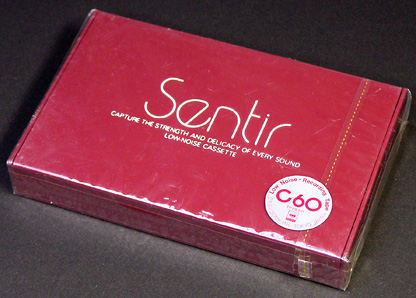 Sentir
CAPTURE THE STRENGTH AND DELICACY OF EVERY SOUND
LOW-NOISE CASSETTE
Low Noise • Recording Tape
C60